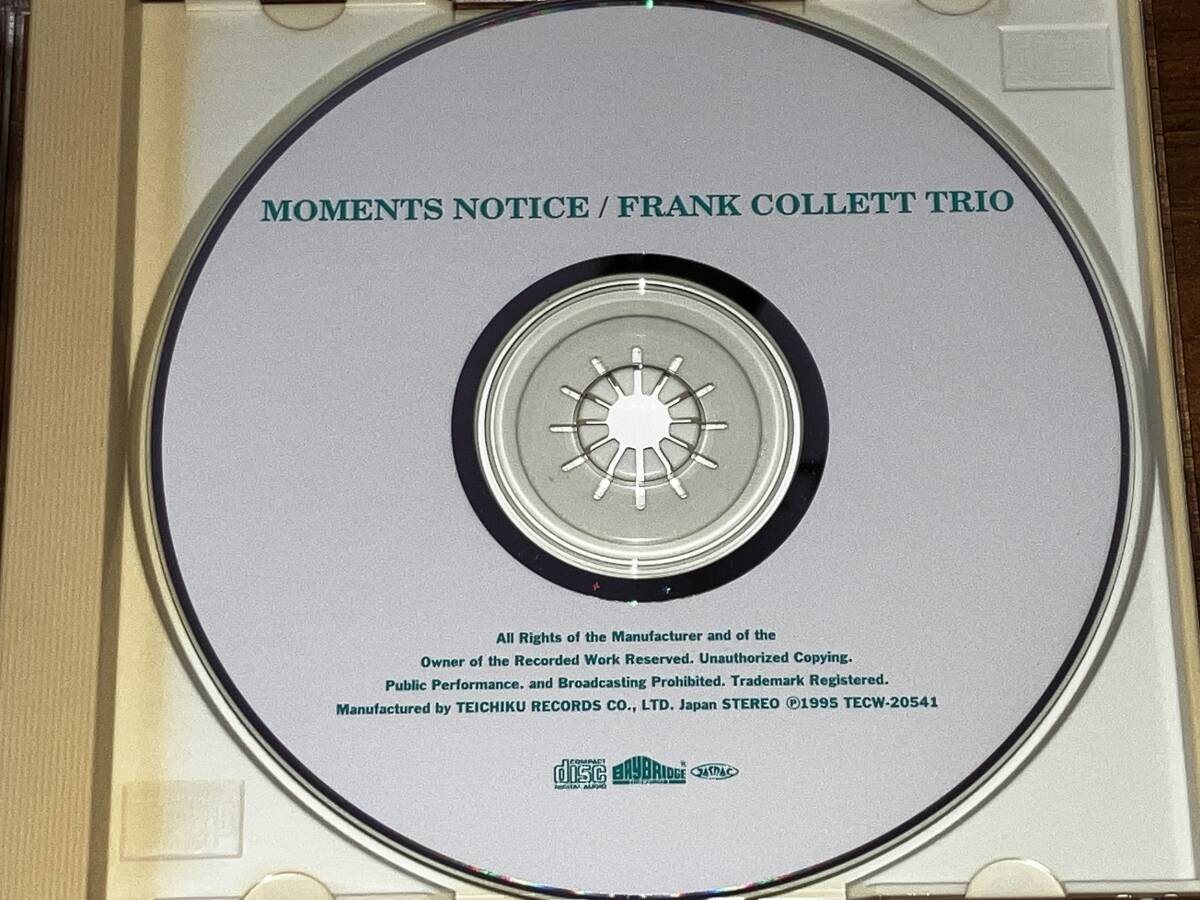 MOMENTS NOTICE / FRANK COLLETT TRIO
All Rights of the Manufacturer and of the
Owner of the Recorded Work Reserved. Unauthorized Copying.
Public Performance. and Broadcasting Prohibited. Trademark Registered.
Manufactured by TEICHIKU RECORDS CO., LTD. Japan STEREO ℗1995 TECW-20541
COMPACT disc DIGITAL AUDIO BAYBRIDGE RECORDS JASRAC